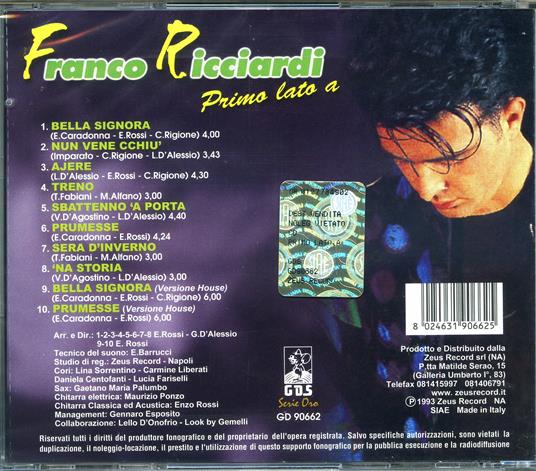 Franco Ricciardi
Primo lato a
1. BELLA SIGNORA
(E.Caradonna - E.Rossi - C.Rigione) 4,00
2. NUN VENE CCHIU'
(Imparato - C.Rigione - L.D'Alessio) 3,43
3. AJERE
(L.D'Alessio - E.Rossi - C.Rigione) 4,30
4. TRENO
(T.Fabiani - M.Alfano) 3,00
5. SBATTENNO 'A PORTA
(V.D'Agostino - L.D'Alessio) 4,40
6. PRUMESSE
(E.Caradonna - E.Rossi) 4,24
7. SERA D'INVERNO
(T.Fabiani - M.Alfano) 3,00
8. 'NA STORIA
(V.D'Agostino - L.D'Alessio) 3,00
9. BELLA SIGNORA (Versione House)
(E.Caradonna - E.Rossi - C.Rigione) 6,00
10. PRUMESSE (Versione House)
(E.Caradonna - E.Rossi) 6,00
Arr. e Dir.: 1-2-3-4-5-6-7-8 E.Rossi - G.D'Alessio
9-10 E. Rossi
Tecnico del suono: E.Barrucci
Studio di reg.: Zeus Record - Napoli
Cori: Lina Sorrentino - Carmine Liberati
Daniela Centofanti - Lucia Fariselli
Sax: Gaetano Maria Palumbo
Chitarra elettrica: Maurizio Ponzo
Chitarra Classica ed Acustica: Enzo Rossi
Management: Gennaro Esposito
Collaborazione: Lello D'Onofrio - Look by Gemelli
DEST.VENDITA
NOLEG VIETATO
CD
GD90662
ZEUS RECORD
GDS
Serie Oro
GD 90662
8 024631 906625
Prodotto e Distribuito dalla
Zeus Record srl (NA)
P.tta Matilde Serao, 15
(Galleria Umberto I°, 83)
Telefax 081415997 081406791
www.zeusrecord.it
℗ 1993 Zeus Record NA
SIAE Made in Italy
Riservati tutti i diritti del produttore fonografico e del proprietario dell'opera registrata. Salvo specifiche autorizzazioni, sono vietati la
duplicazione, il noleggio-locazione, il prestito e l'utilizzazione di questo supporto fonografico per la pubblica esecuzione e la radiodiffusione